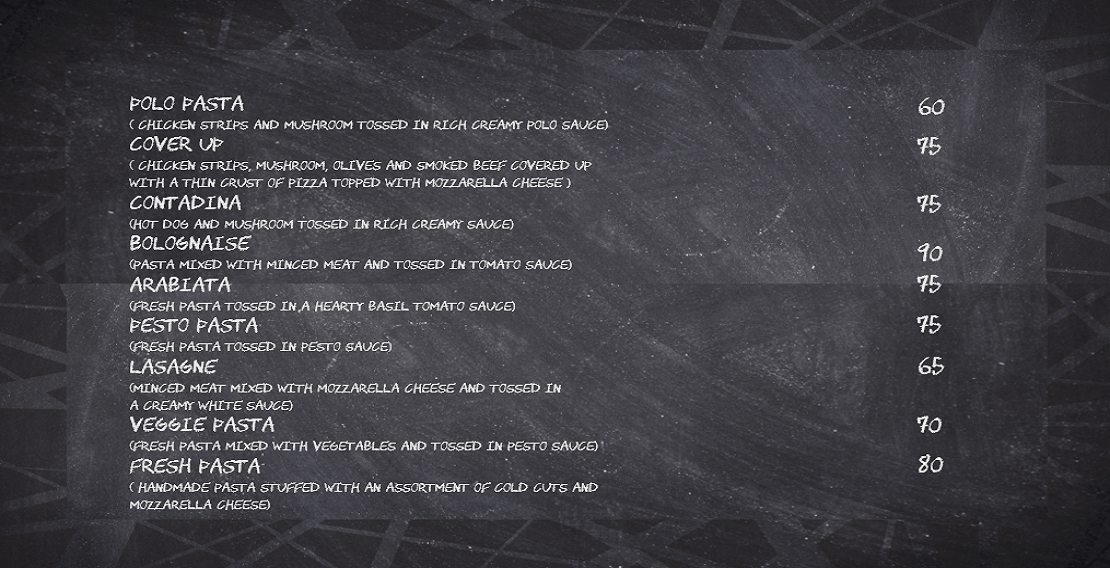 POLO PASTA 60
( CHICKEN STRIPS AND MUSHROOM TOSSED IN RICH CREAMY POLO SAUCE)
COVER UP 75
( CHICKEN STRIPS, MUSHROOM, OLIVES AND SMOKED BEEF COVERED UP
WITH A THIN CRUST OF PIZZA TOPPED WITH MOZZARELLA CHEESE )
CONTADINA 75
(HOT DOG AND MUSHROOM TOSSED IN RICH CREAMY SAUCE)
BOLOGNAISE 90
(PASTA MIXED WITH MINCED MEAT AND TOSSED IN TOMATO SAUCE)
ARABIATA 75
(FRESH PASTA TOSSED IN A HEARTY BASIL TOMATO SAUCE)
PESTO PASTA 75
(FRESH PASTA TOSSED IN PESTO SAUCE)
LASAGNE 65
(MINCED MEAT MIXED WITH MOZZARELLA CHEESE AND TOSSED IN
A CREAMY WHITE SAUCE)
VEGGIE PASTA 70
(FRESH PASTA MIXED WITH VEGETABLES AND TOSSED IN PESTO SAUCE)
FRESH PASTA 80
( HANDMADE PASTA STUFFED WITH AN ASSORTMENT OF COLD CUTS AND
MOZZARELLA CHEESE)